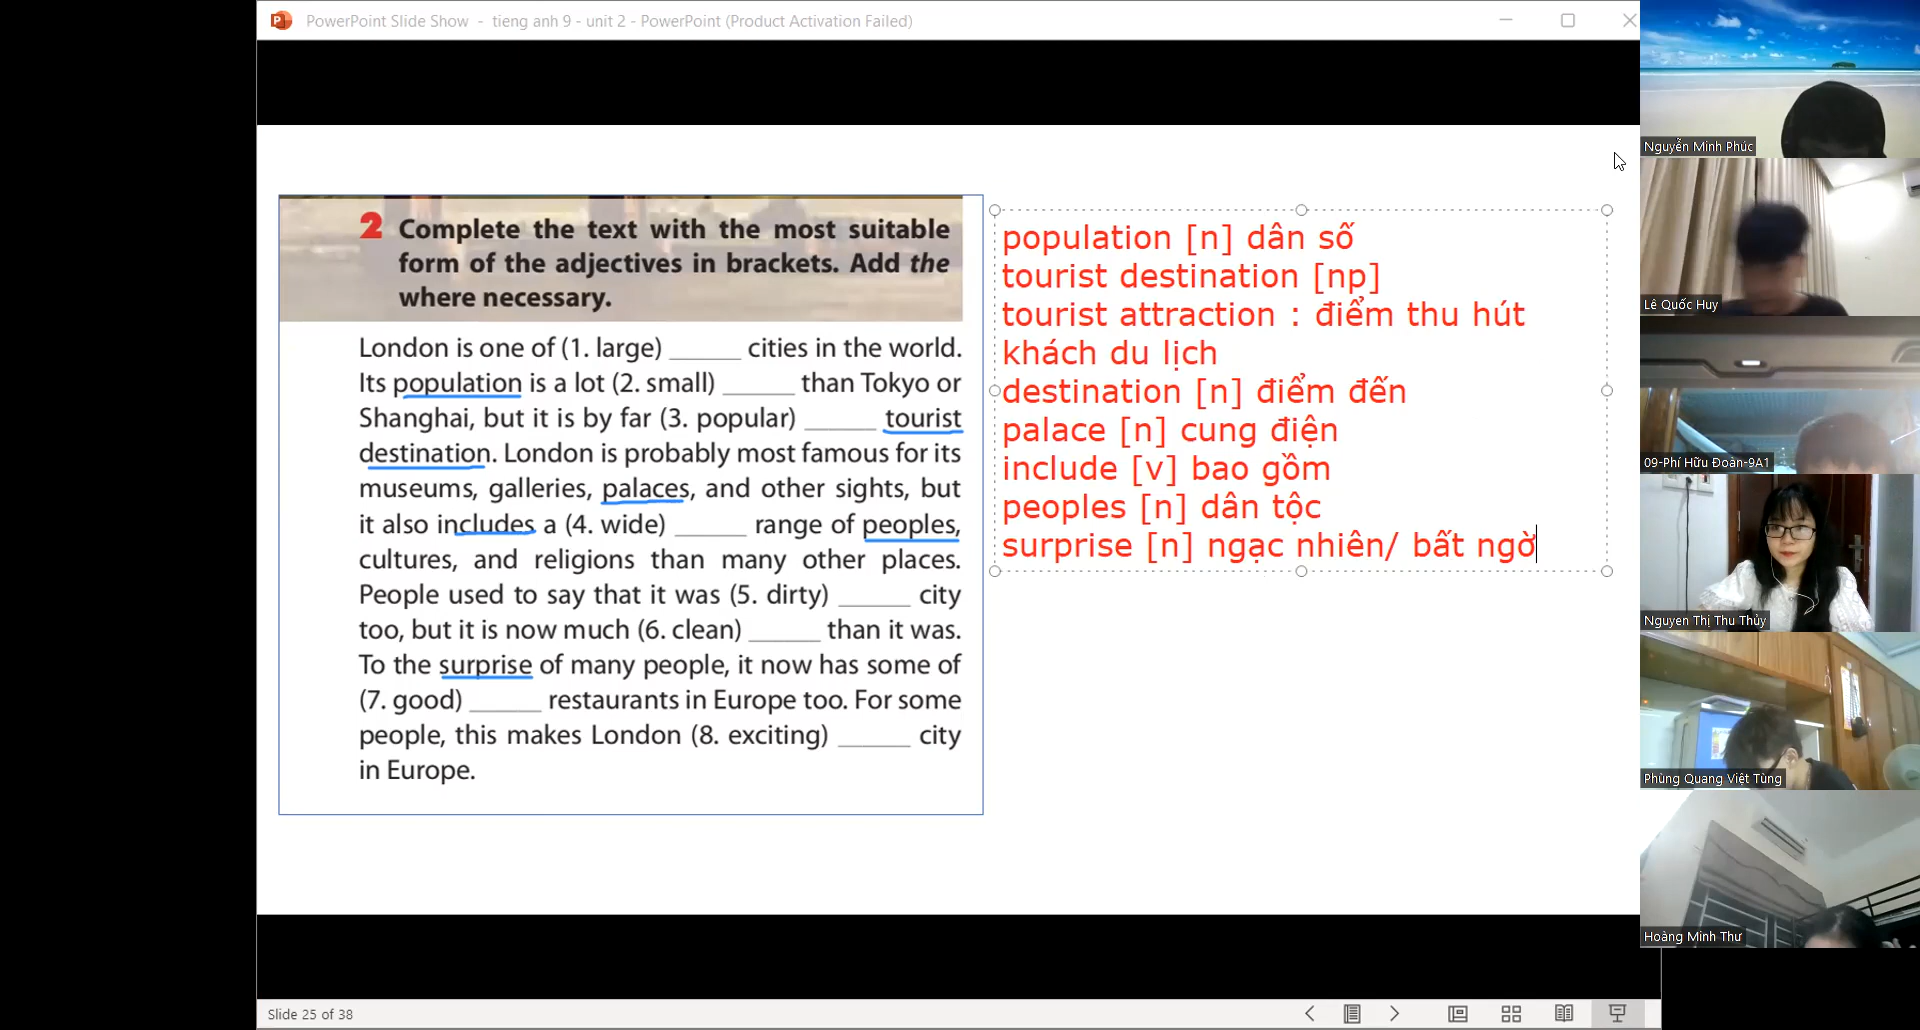 PowerPoint Slide Show - tieng anh 9 - unit 2 - PowerPoint (Product Activation Failed)
2 Complete the text with the most suitable
form of the adjectives in brackets. Add the
where necessary.
London is one of (1. large) _____ cities in the world.
Its population is a lot (2. small) _____ than Tokyo or
Shanghai, but it is by far (3. popular) _____ tourist
destination. London is probably most famous for its
museums, galleries, palaces, and other sights, but
it also includes a (4. wide) _____ range of peoples,
cultures, and religions than many other places.
People used to say that it was (5. dirty) _____ city
too, but it is now much (6. clean) _____ than it was.
To the surprise of many people, it now has some of
(7. good) _____ restaurants in Europe too. For some
people, this makes London (8. exciting) _____ city
in Europe.
population [n] dân số
tourist destination [np]
tourist attraction : điểm thu hút
khách du lịch
destination [n] điểm đến
palace [n] cung điện
include [v] bao gồm
peoples [n] dân tộc
surprise [n] ngạc nhiên/ bất ngờ
Nguyễn Minh Phúc
Lê Quốc Huy
09-Phí Hữu Đoàn-9A1
Nguyen Thị Thu Thủy
Phùng Quang Việt Tùng
Hoàng Minh Thư
Slide 25 of 38